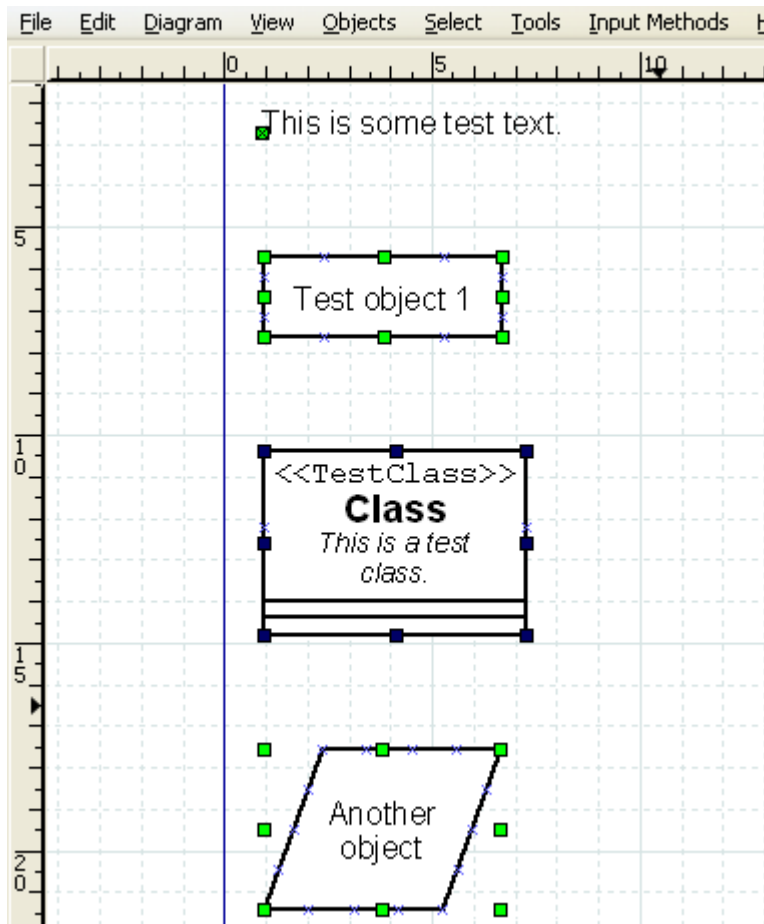 File Edit Diagram View Objects Select Tools Input Methods
0 5 10
This is some test text.
5
Test object 1
10
<<TestClass>>
Class
This is a test
class.
15
Another
object
20